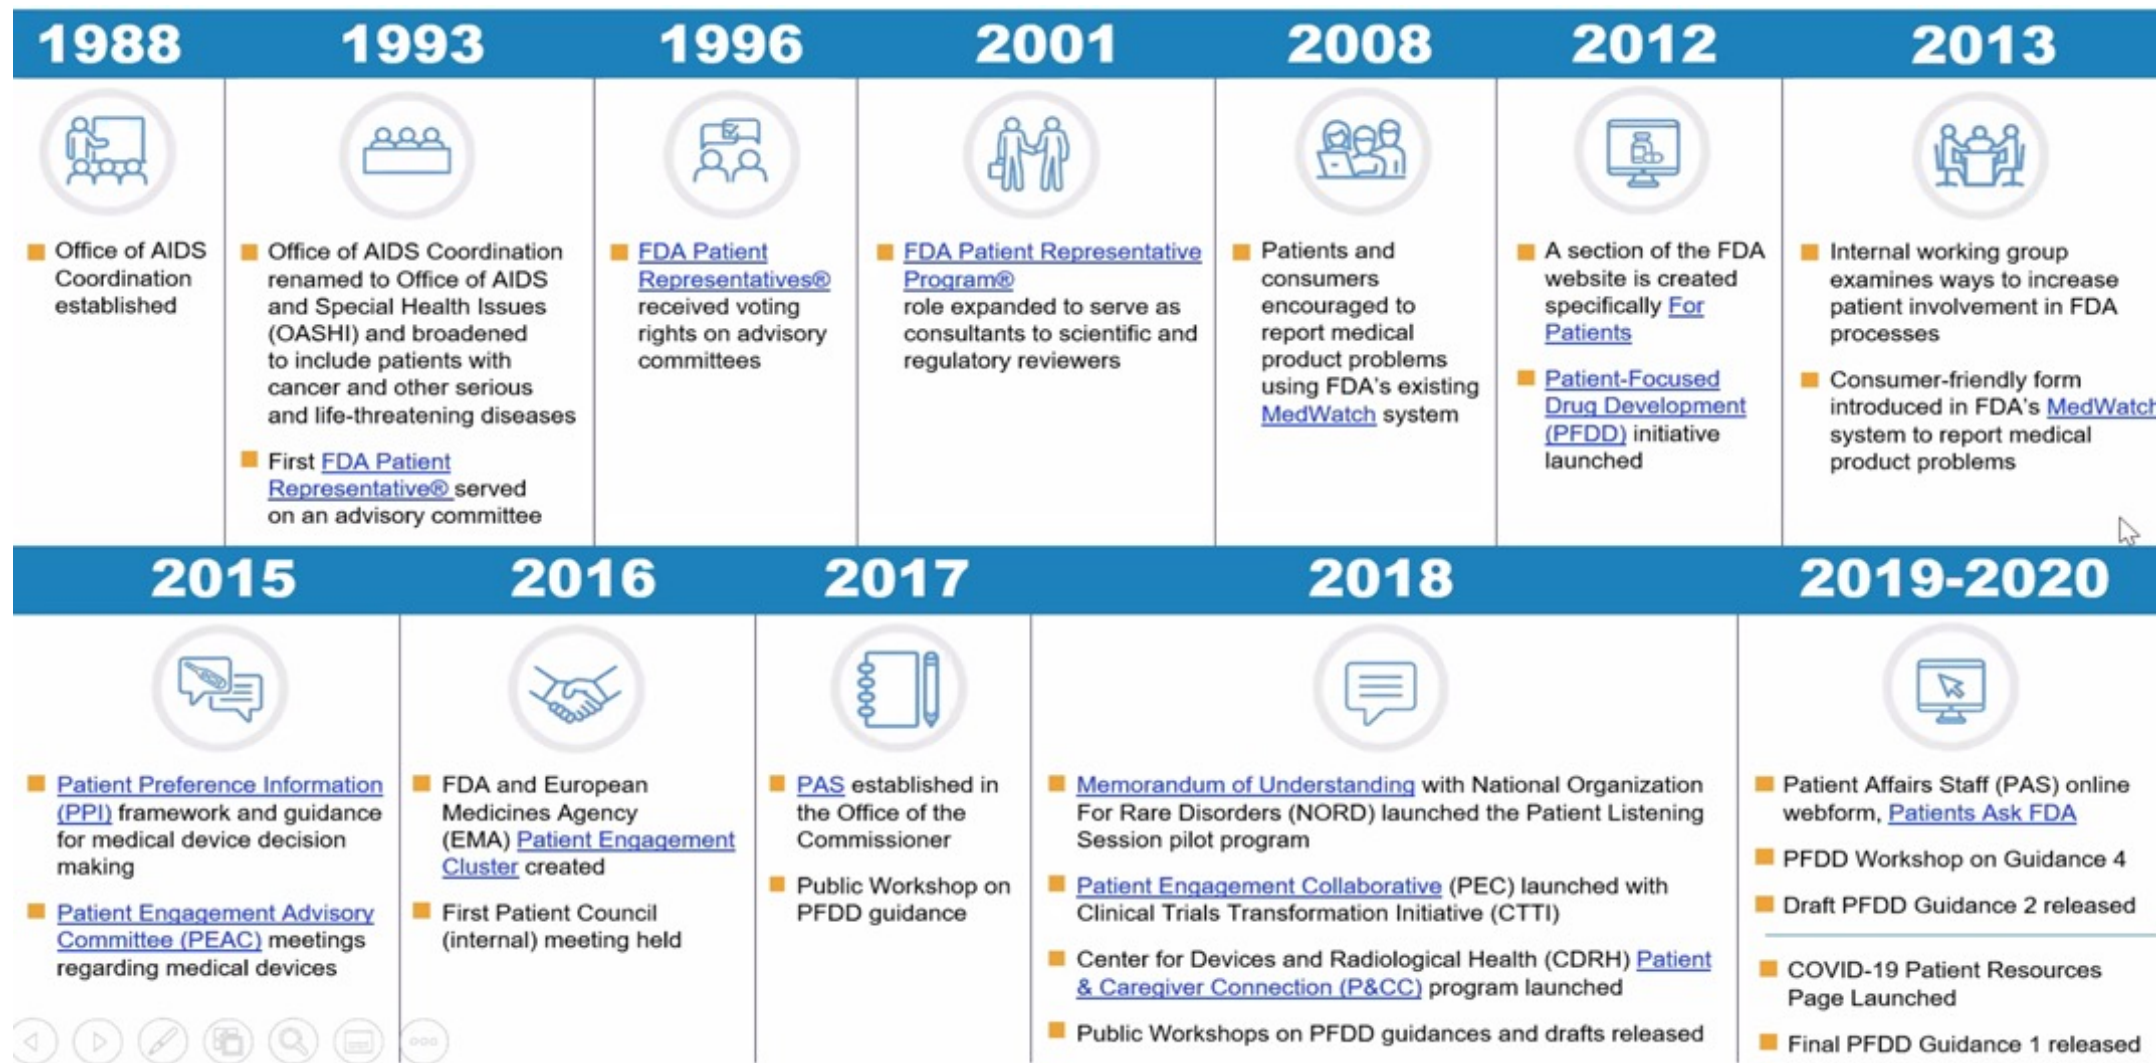 1988
1993
1996
2001
2008
2012
2013
Office of AIDS
Coordination
established
Office of AIDS Coordination
renamed to Office of AIDS
and Special Health Issues
(OASHI) and broadened
to include patients with
cancer and other serious
and life-threatening diseases
First FDA Patient
Representative® served
on an advisory committee
FDA Patient
Representatives®
received voting
rights on advisory
committees
FDA Patient Representative
Program®
role expanded to serve as
consultants to scientific and
regulatory reviewers
Patients and
consumers
encouraged to
report medical
product problems
using FDA's existing
MedWatch system
A section of the FDA
website is created
specifically For
Patients
Patient-Focused
Drug Development
(PFDD) initiative
launched
Internal working group
examines ways to increase
patient involvement in FDA
processes
Consumer-friendly form
introduced in FDA's MedWatch
system to report medical
product problems
2015
2016
2017
2018
2019-2020
Patient Preference Information
(PPI) framework and guidance
for medical device decision
making
Patient Engagement Advisory
Committee (PEAC) meetings
regarding medical devices
FDA and European
Medicines Agency
(EMA) Patient Engagement
Cluster created
First Patient Council
(internal) meeting held
PAS established in
the Office of the
Commissioner
Public Workshop on
PFDD guidance
Memorandum of Understanding with National Organization
For Rare Disorders (NORD) launched the Patient Listening
Session pilot program
Patient Engagement Collaborative (PEC) launched with
Clinical Trials Transformation Initiative (CTTI)
Center for Devices and Radiological Health (CDRH) Patient
& Caregiver Connection (P&CC) program launched
Public Workshops on PFDD guidances and drafts released
Patient Affairs Staff (PAS) online
webform, Patients Ask FDA
PFDD Workshop on Guidance 4
Draft PFDD Guidance 2 released
COVID-19 Patient Resources
Page Launched
Final PFDD Guidance 1 released